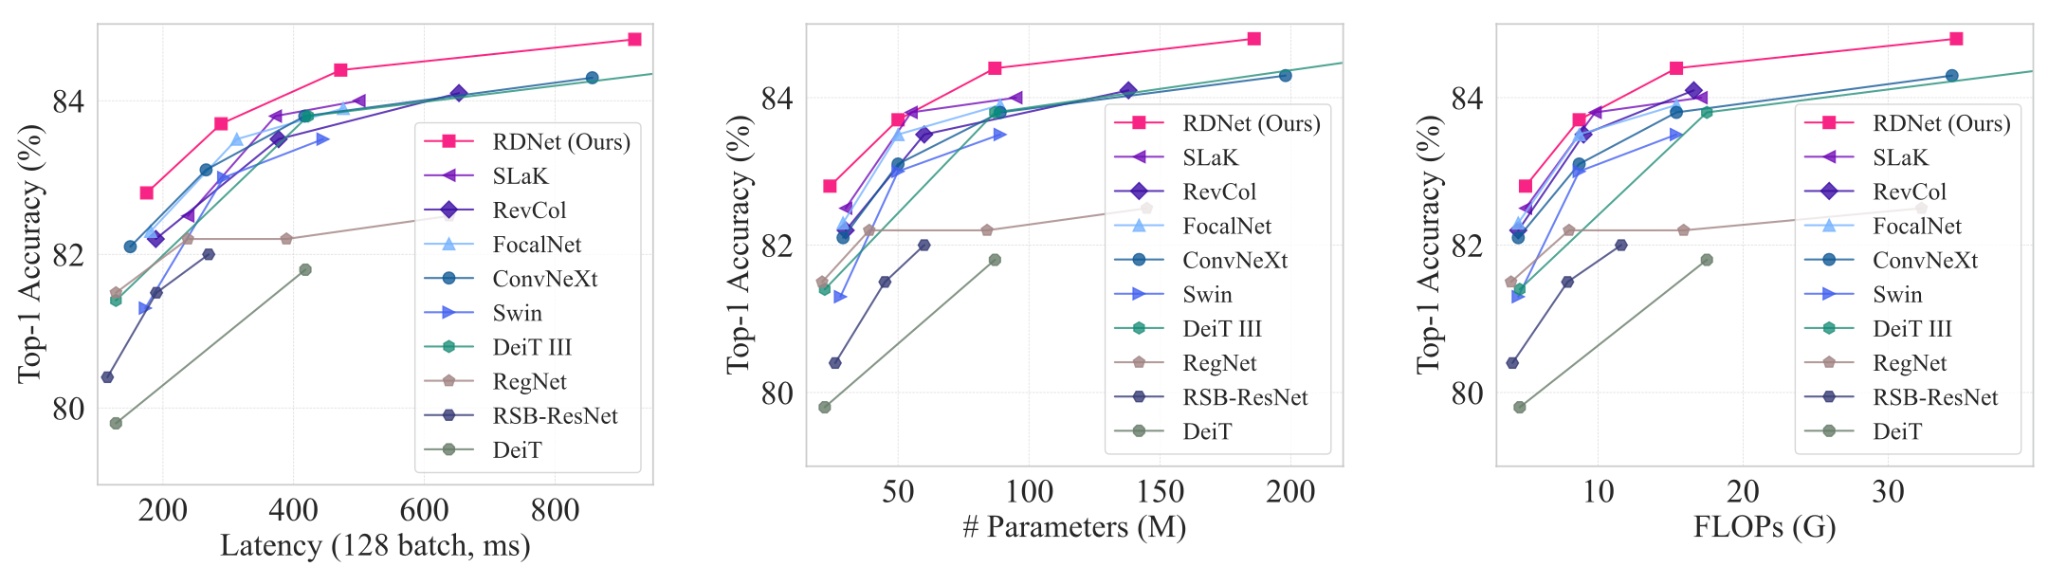 Top-1 Accuracy (%)
84
82
80
200 400 600 800
Latency (128 batch, ms)
RDNet (Ours)
SLaK
RevCol
FocalNet
ConvNeXt
Swin
DeiT III
RegNet
RSB-ResNet
DeiT
Top-1 Accuracy (%)
84
82
80
50 100 150 200
# Parameters (M)
RDNet (Ours)
SLaK
RevCol
FocalNet
ConvNeXt
Swin
DeiT III
RegNet
RSB-ResNet
DeiT
Top-1 Accuracy (%)
84
82
80
10 20 30
FLOPs (G)
RDNet (Ours)
SLaK
RevCol
FocalNet
ConvNeXt
Swin
DeiT III
RegNet
RSB-ResNet
DeiT